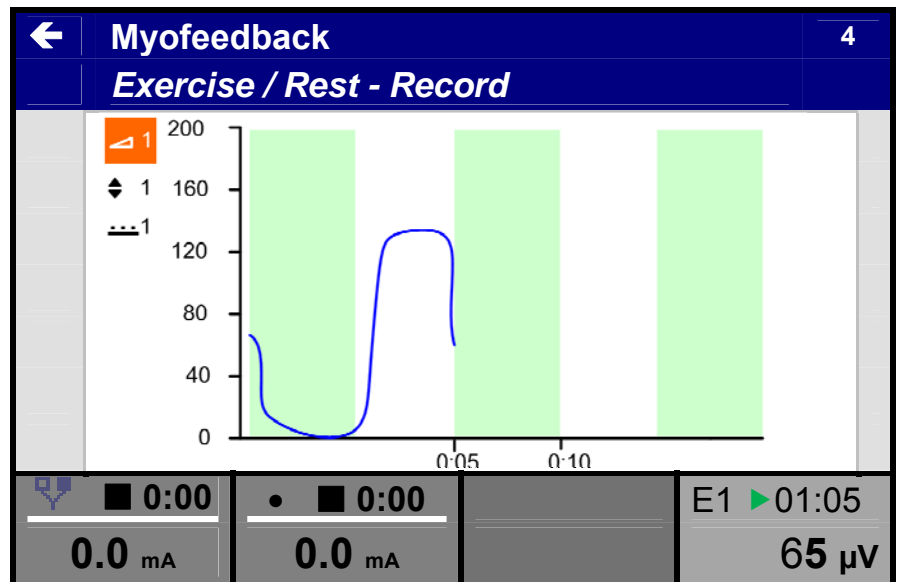 Myofeedback 4
Exercise / Rest - Record
1 200
1 160
1 120
80
40
0
0:05 0:10
0:00 0:00 E1 01:05
0.0 mA 0.0 mA 65 µV